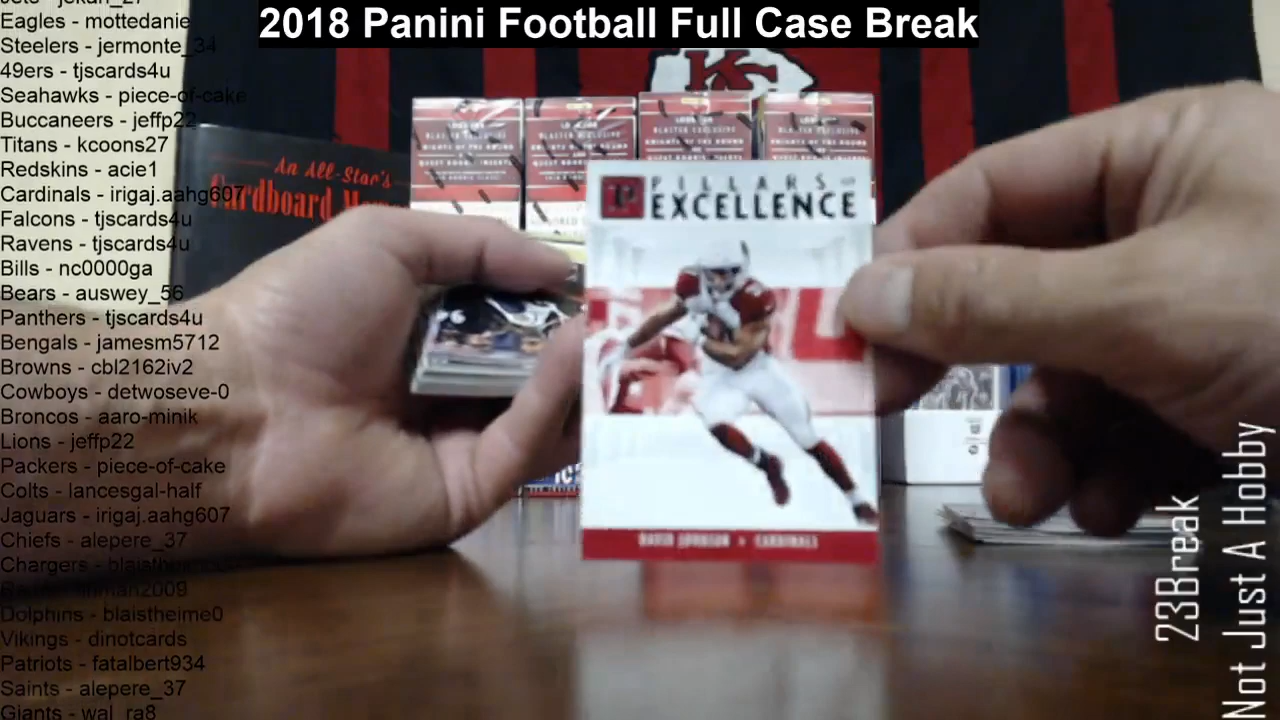 2018 Panini Football Full Case Break
Eagles - mottedanie
Steelers - jermonte_34
49ers - tjscards4u
Seahawks - piece-of-cake
Buccaneers - jeffp22
Titans - kcoons27
Redskins - acie1
Cardinals - irigaj.aahg607
Falcons - tjscards4u
Ravens - tjscards4u
Bills - nc0000ga
Bears - auswey_56
Panthers - tjscards4u
Bengals - jamesm5712
Browns - cbl2162iv2
Cowboys - detwoseve-0
Broncos - aaro-minik
Lions - jeffp22
Packers - piece-of-cake
Colts - lancesgal-half
Jaguars - irigaj.aahg607
Chiefs - alepere_37
Chargers - blaistheime0
Dolphins - blaistheime0
Vikings - dinotcards
Patriots - fatalbert934
Saints - alepere_37
Giants - wal_ra8
An All-Star's
Cardboard
KC
P
PILLARS OF
EXCELLENCE
DAVID JOHNSON CARDINALS
23Break
Not Just A Hobby